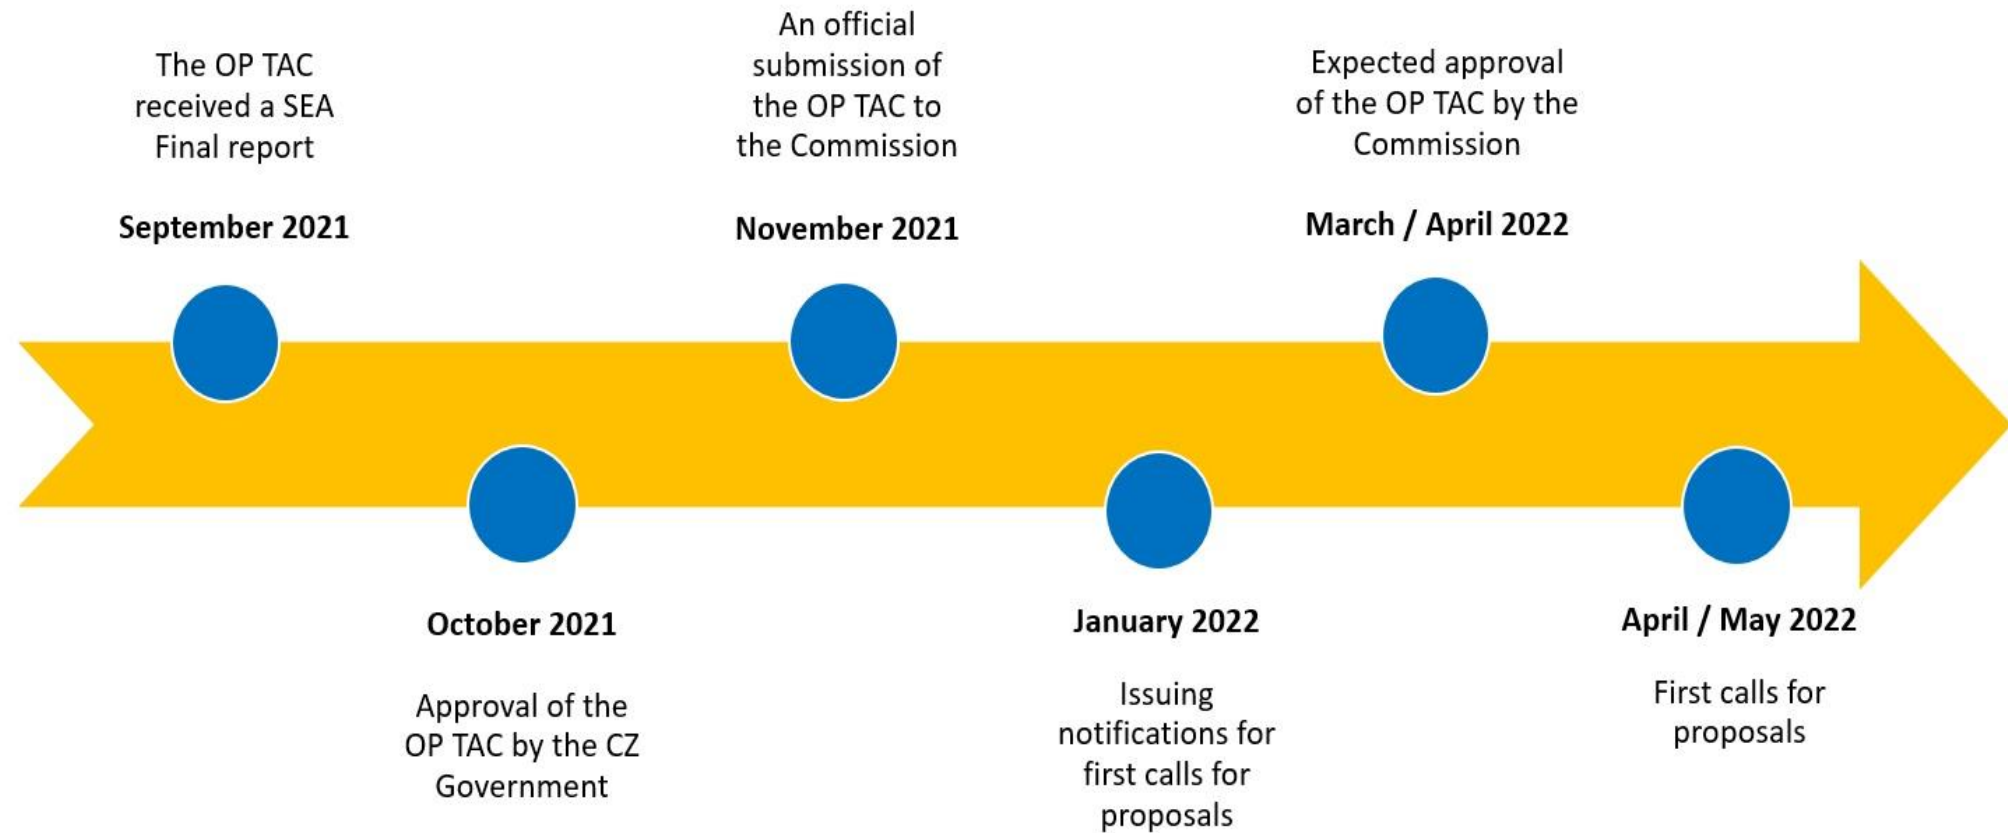 The OP TAC
received a SEA
Final report
September 2021
October 2021
Approval of the
OP TAC by the CZ
Government
An official
submission of
the OP TAC to
the Commission
November 2021
January 2022
Issuing
notifications for
first calls for
proposals
Expected approval
of the OP TAC by the
Commission
March / April 2022
April / May 2022
First calls for
proposals